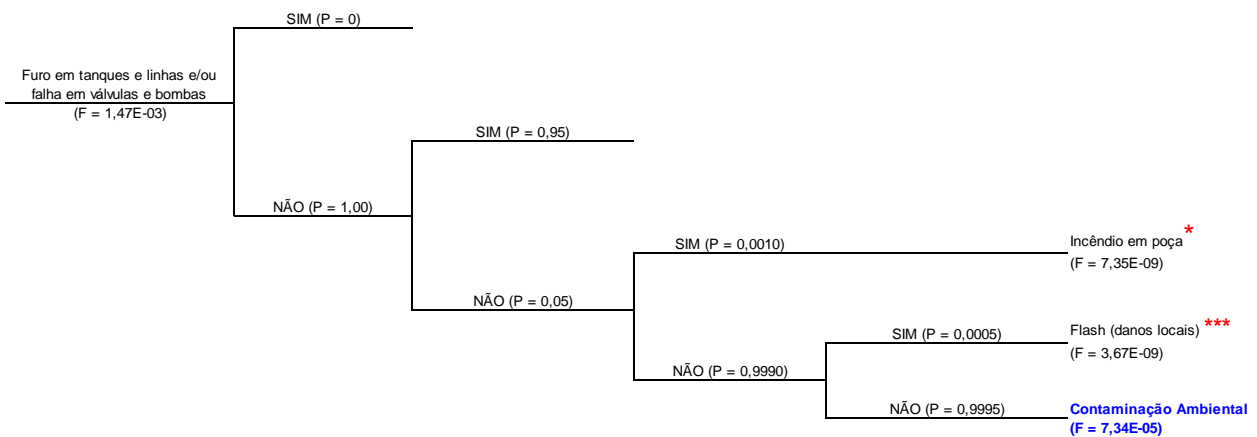 SIM (P = 0)
Furo em tanques e linhas e/ou
falha em válvulas e bombas
(F = 1,47E-03)
SIM (P = 0,95)
NÃO (P = 1,00)
SIM (P = 0,0010)
Incêndio em poça *
(F = 7,35E-09)
NÃO (P = 0,05)
SIM (P = 0,0005)
Flash (danos locais) ***
(F = 3,67E-09)
NÃO (P = 0,9990)
NÃO (P = 0,9995)
Contaminação Ambiental
(F = 7,34E-05)